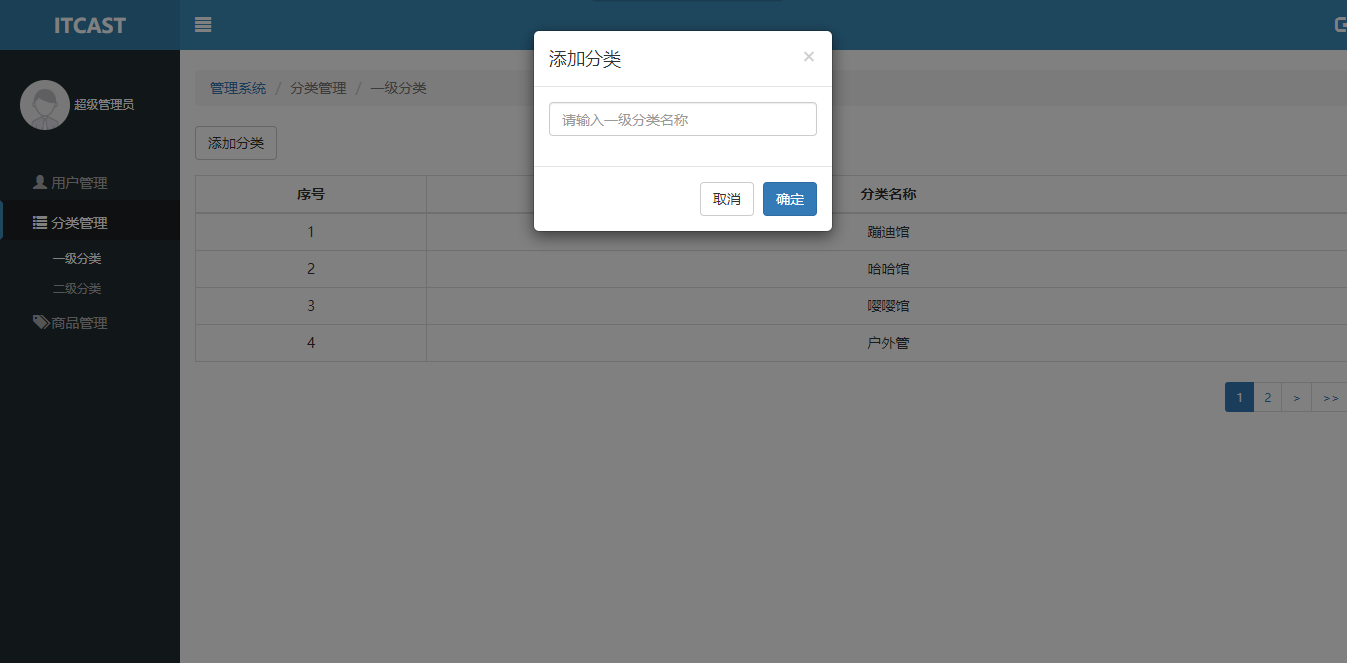 ITCAST
超级管理员
用户管理
分类管理
一级分类
二级分类
商品管理
管理系统 / 分类管理 / 一级分类
添加分类
序号 分类名称
1 蹦迪馆
2 哈哈馆
3 嘤嘤馆
4 户外管
1 2 > >>
添加分类 ×
请输入一级分类名称
取消 确定